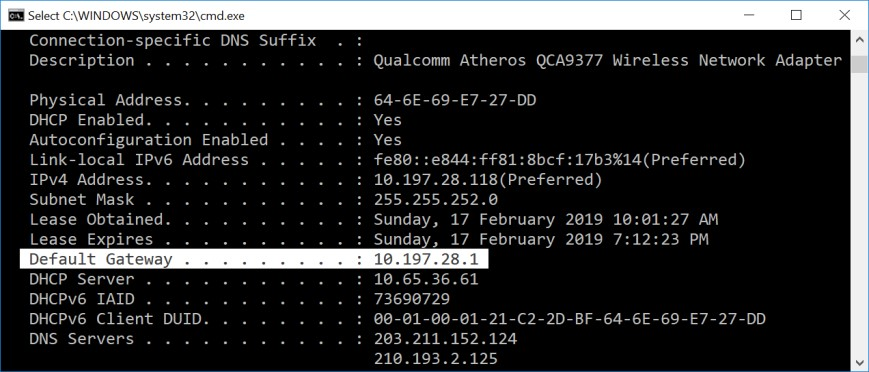 Select C:\WINDOWS\system32\cmd.exe
Connection-specific DNS Suffix  . :
Description . . . . . . . . . . . : Qualcomm Atheros QCA9377 Wireless Network Adapter
Physical Address. . . . . . . . . : 64-6E-69-E7-27-DD
DHCP Enabled. . . . . . . . . . . : Yes
Autoconfiguration Enabled . . . . : Yes
Link-local IPv6 Address . . . . . : fe80::e844:ff81:8bcf:17b3%14(Preferred)
IPv4 Address. . . . . . . . . . . : 10.197.28.118(Preferred)
Subnet Mask . . . . . . . . . . . : 255.255.252.0
Lease Obtained. . . . . . . . . . : Sunday, 17 February 2019 10:01:27 AM
Lease Expires . . . . . . . . . . : Sunday, 17 February 2019 7:12:23 PM
Default Gateway . . . . . . . . . : 10.197.28.1
DHCP Server . . . . . . . . . . . : 10.65.36.61
DHCPv6 IAID . . . . . . . . . . . : 73690729
DHCPv6 Client DUID. . . . . . . . : 00-01-00-01-21-C2-2D-BF-64-6E-69-E7-27-DD
DNS Servers . . . . . . . . . . . : 203.211.152.124
210.193.2.125